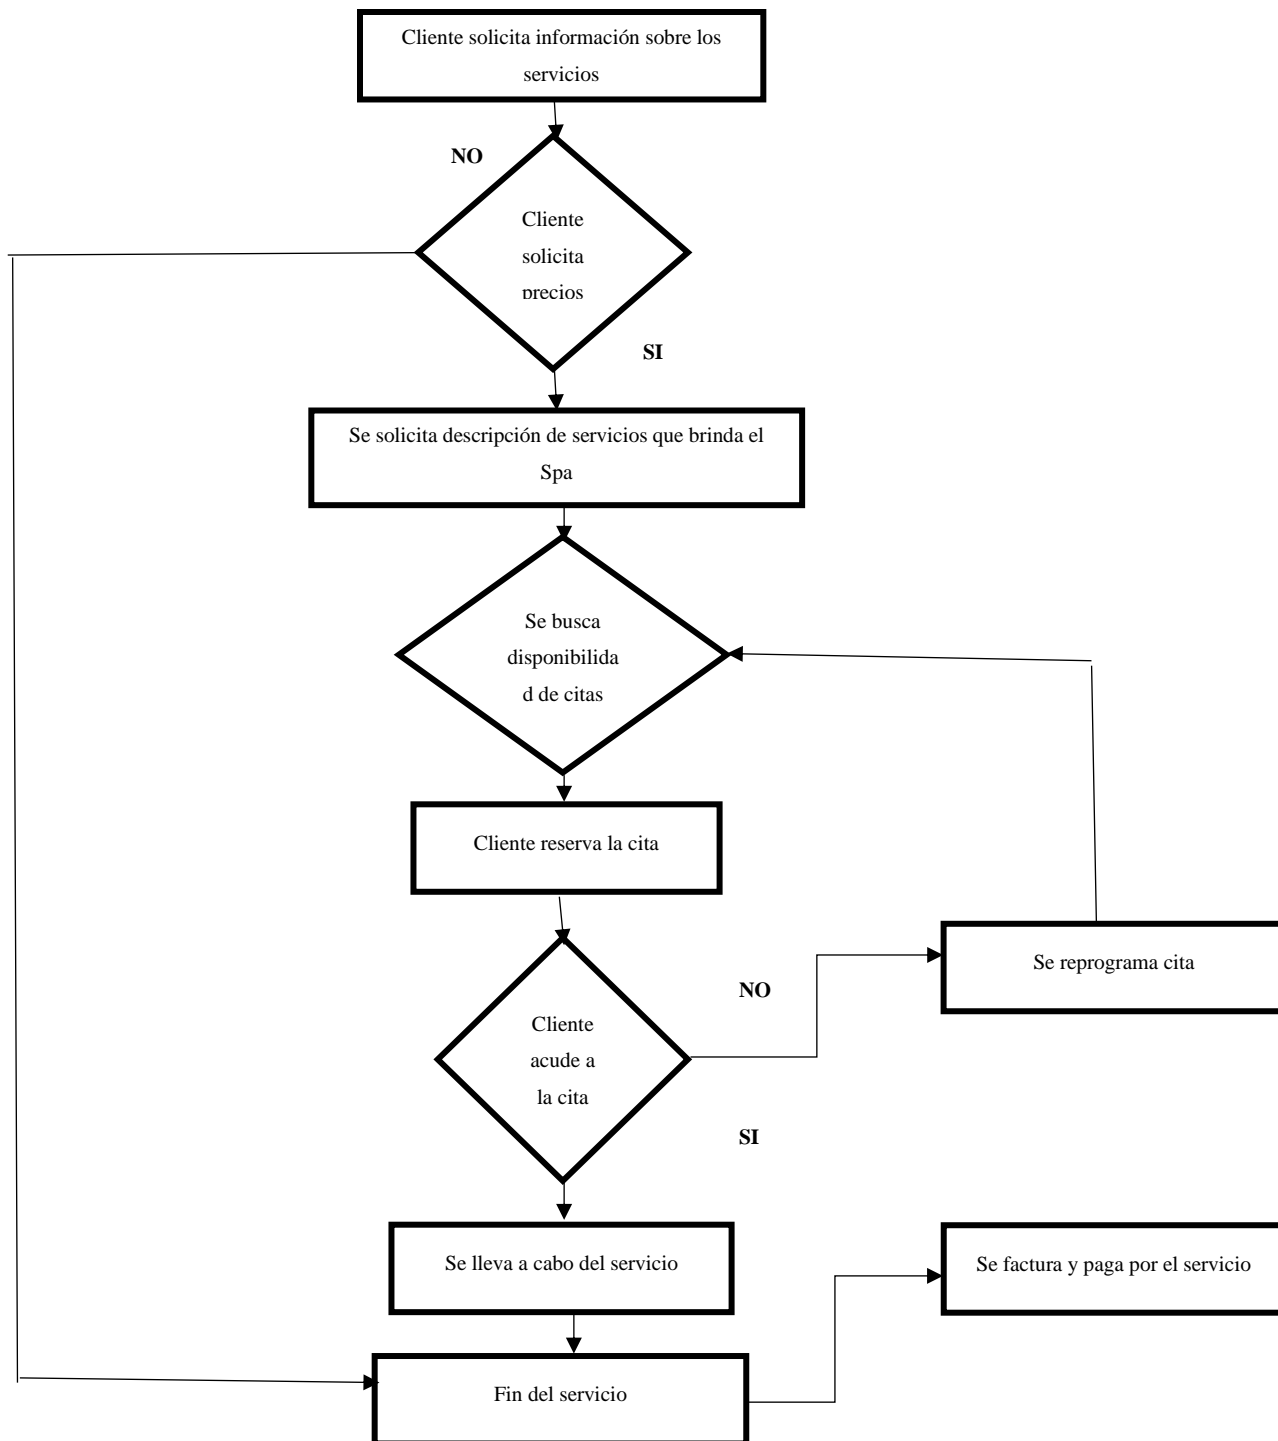 Cliente solicita información sobre los
servicios
NO
Cliente
solicita
precios
SI
Se solicita descripción de servicios que brinda el
Spa
Se busca
disponibilida
d de citas
Cliente reserva la cita
Se reprograma cita
NO
Cliente
acude a
la cita
SI
Se lleva a cabo del servicio
Se factura y paga por el servicio
Fin del servicio